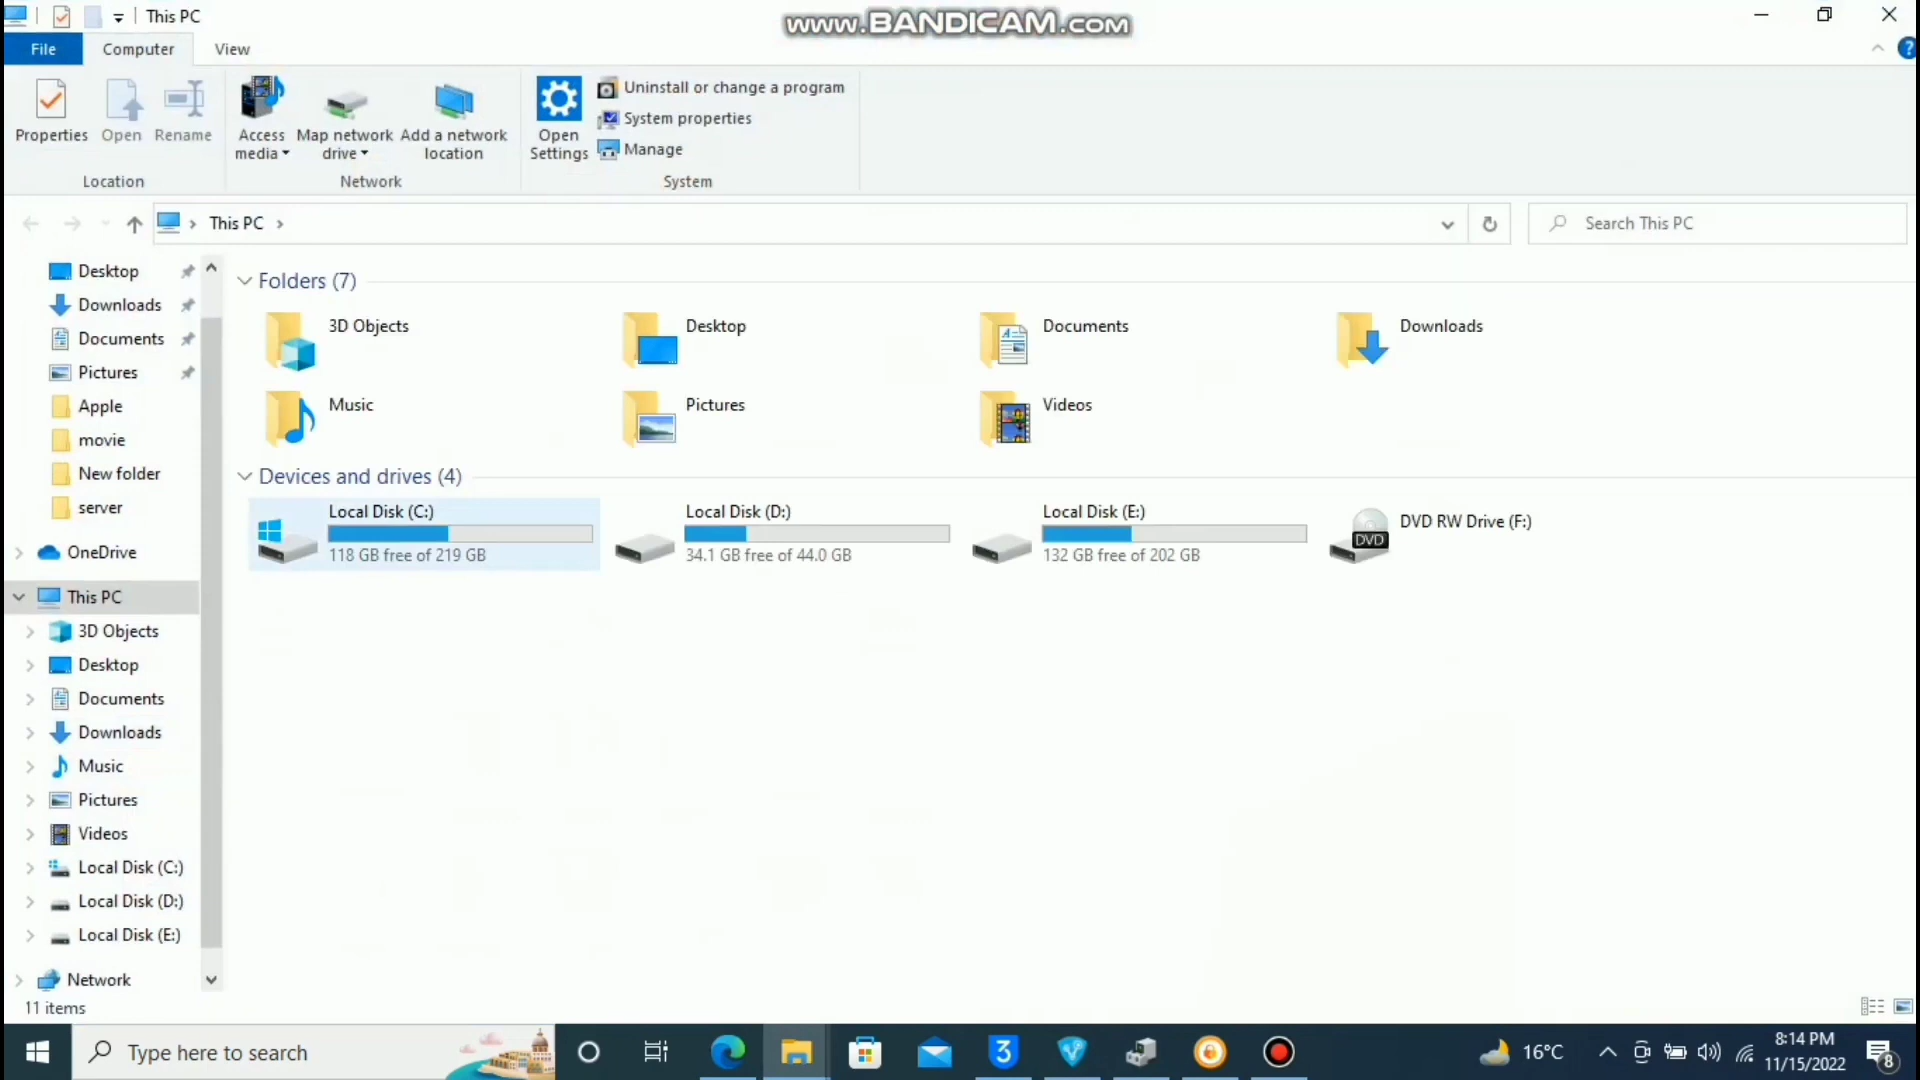 This PC
www.BANDICAM.com
File
Computer
View
?
Properties
Open
Rename
Access media
Map network drive
Add a network location
Open Settings
Uninstall or change a program
System properties
Manage
Location
Network
System
This PC
Search This PC
Desktop
Downloads
Documents
Pictures
Apple
movie
New folder
server
OneDrive
This PC
3D Objects
Desktop
Documents
Downloads
Music
Pictures
Videos
Local Disk (C:)
Local Disk (D:)
Local Disk (E:)
Network
Folders (7)
3D Objects
Desktop
Documents
Downloads
Music
Pictures
Videos
Devices and drives (4)
Local Disk (C:)
118 GB free of 219 GB
Local Disk (D:)
34.1 GB free of 44.0 GB
Local Disk (E:)
132 GB free of 202 GB
DVD RW Drive (F:)
DVD
11 items
Type here to search
3
16°C
8:14 PM
11/15/2022
8